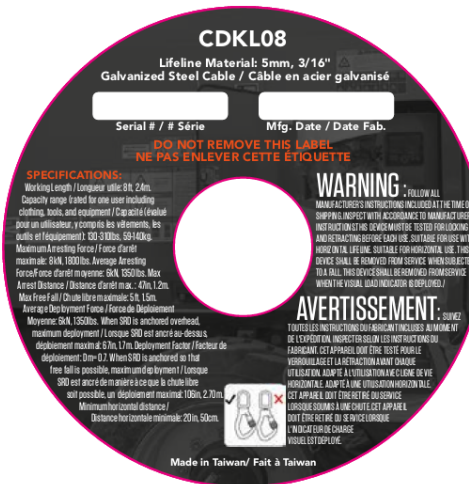 CDKL08
Lifeline Material: 5mm, 3/16"
Galvanized Steel Cable / Câble en acier galvanisé
Serial # / # Série
Mfg. Date / Date Fab.
DO NOT REMOVE THIS LABEL
NE PAS ENLEVER CETTE ÉTIQUETTE
SPECIFICATIONS:
Working Length / Longueur utile: 8ft, 2.4m.
Capacity range (rated for one user including
clothing, tools, and equipment / Capacité (évalué
pour un utilisateur, y compris les vêtements, les
outils et l'équipement): 130-310lbs, 59-140kg.
Maximum Arresting Force / Force d'arrêt
maximale: 8kN, 1800lbs. Average Arresting
Force/Force d'arrêt moyenne: 6kN, 1350lbs. Max
Arrest Distance / Distance d'arrêt max.: 47in, 1.2m.
Max Free Fall / Chute libre maximale: 5ft, 1.5m.
Average Deployment Force / Force de Déploiement
Moyenne: 6kN, 1350lbs. When SRD is anchored overhead,
maximum deployment / Lorsque SRD est ancré au-dessus,
déploiement maximal: 67in, 1.7m. Deployment Factor / Facteur de
déploiement: Dm= 0.7. When SRD is anchored so that
free fall is possible, maximum deployment / Lorsque
SRD est ancré de manière à ce que la chute libre
soit possible, un déploiement maximal: 106in, 2.70m.
Minimum horizontal distance /
Distance horizontale minimale: 20in, 50cm.
WARNING : FOLLOW ALL
MANUFACTURER'S INSTRUCTIONS INCLUDED AT THE TIME OF
SHIPPING. INSPECT WITH ACCORDANCE TO MANUFACTURER
INSTRUCTIONS THIS DEVICE MUST BE TESTED FOR LOCKING
AND RETRACTING BEFORE EACH USE. SUITABLE FOR USE WITH
HORIZONTAL LIFELINE. SUITABLE FOR HORIZONTAL USE. THIS
DEVICE SHALL BE REMOVED FROM SERVICE WHEN SUBJECTED
TO A FALL. THIS DEVICE SHALL BE REMOVED FROM SERVICE
WHEN THE VISUAL LOAD INDICATOR IS DEPLOYED. /
AVERTISSEMENT : SUIVEZ
TOUTES LES INSTRUCTIONS DU FABRICANT INCLUSES AU MOMENT
DE L'EXPÉDITION. INSPECTER SELON LES INSTRUCTIONS DU
FABRICANT. CET APPAREIL DOIT ÊTRE TESTÉ POUR LE
VERROUILLAGE ET LA RÉTRACTION AVANT CHAQUE
UTILISATION. ADAPTÉ À L'UTILISATION AVEC LIGNE DE VIE
HORIZONTALE. ADAPTÉ À UNE UTILISATION HORIZONTALE.
CET APPAREIL DOIT ÊTRE RETIRÉ DU SERVICE
LORSQUE SOUMIS À UNE CHUTE. CET APPAREIL
DOIT ÊTRE RETIRÉ DU SERVICE LORSQUE
L'INDICATEUR DE CHARGE
VISUEL EST DÉPLOYÉ.
Made in Taiwan/ Fait à Taiwan